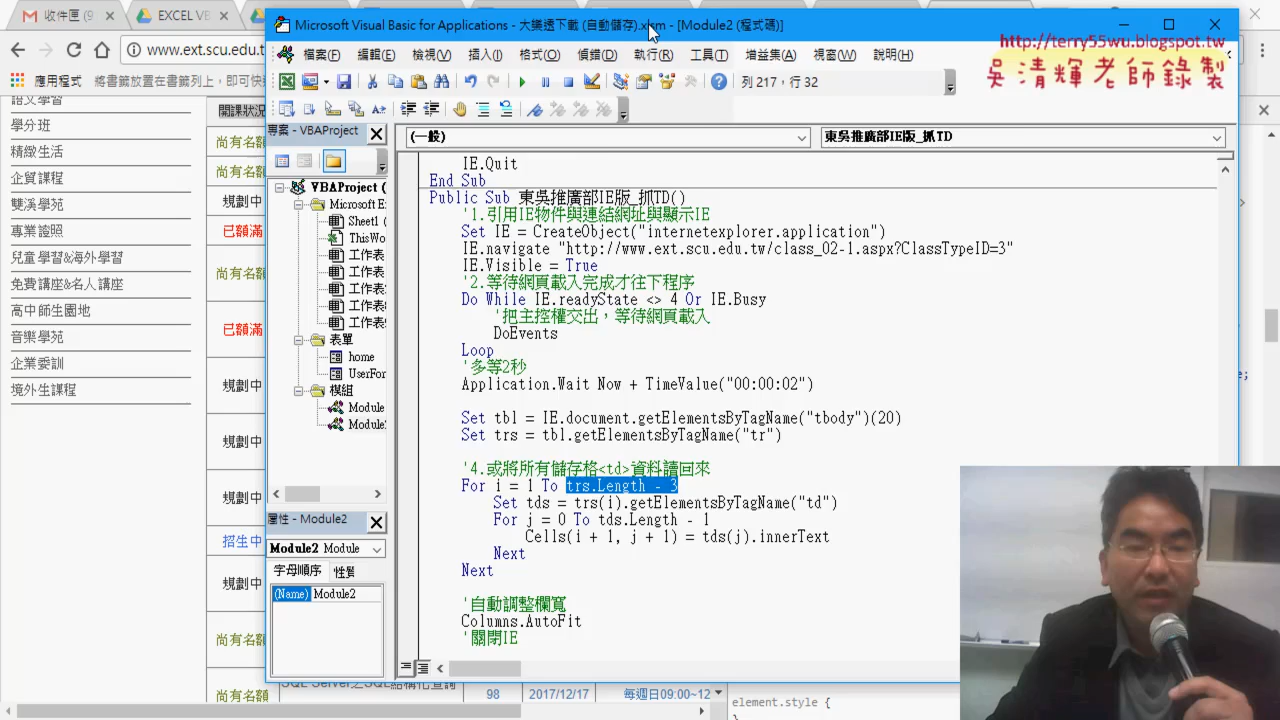 收件匣 (9
EXCEL VB
www.ext.scu.edu.t
應用程式
將書籤放置在書籤列上，即可快
語文學習
學分班
精緻生活
企貿課程
雙溪學苑
專業證照
兒童學習&海外學習
免費講座&名人講座
高中師生園地
音樂學苑
企業委訓
境外生課程
開課狀況
尚有名額
尚有名額
規劃中
已額滿
尚有名額
已額滿
規劃中
規劃中
規劃中
招生中
規劃中
尚有名額
尚有名額
SQL Server之SQL結構化查詢
98
2017/12/17
每週日09:00~12
element.style {
Microsoft Visual Basic for Applications - 大樂透下載 (自動儲存).xlsm - [Module2 (程式碼)]
檔案(F) 編輯(E) 檢視(V) 插入(I) 格式(O) 偵錯(D) 執行(R) 工具(T) 增益集(A) 視窗(W) 說明(H)
http://terry55wu.blogspot.tw
吳清輝老師錄製
列 217，行 32
專案 - VBAProject
VBAProject (
Microsoft E
Sheet1
ThisWo
工作表
工作表
工作表
工作表
工作表
表單
home
UserFor
模組
Module
Module
屬性 - Module2
Module2 Module
字母順序 性質
(Name) Module2
(一般)
東吳推廣部IE版_抓TD
IE.Quit
End Sub
Public Sub 東吳推廣部IE版_抓TD()
'1.引用IE物件與連結網址與顯示IE
Set IE = CreateObject("internetexplorer.application")
IE.navigate "http://www.ext.scu.edu.tw/class_02-1.aspx?ClassTypeID=3"
IE.Visible = True
'2.等待網頁載入完成才往下程序
Do While IE.readyState <> 4 Or IE.Busy
'把主控權交出，等待網頁載入
DoEvents
Loop
'多等2秒
Application.Wait Now + TimeValue("00:00:02")
Set tbl = IE.document.getElementsByTagName("tbody")(20)
Set trs = tbl.getElementsByTagName("tr")
'4.或將所有儲存格<td>資料讀回來
For i = 1 To trs.Length - 3
Set tds = trs(i).getElementsByTagName("td")
For j = 0 To tds.Length - 1
Cells(i + 1, j + 1) = tds(j).innerText
Next
Next
'自動調整欄寬
Columns.AutoFit
'關閉IE